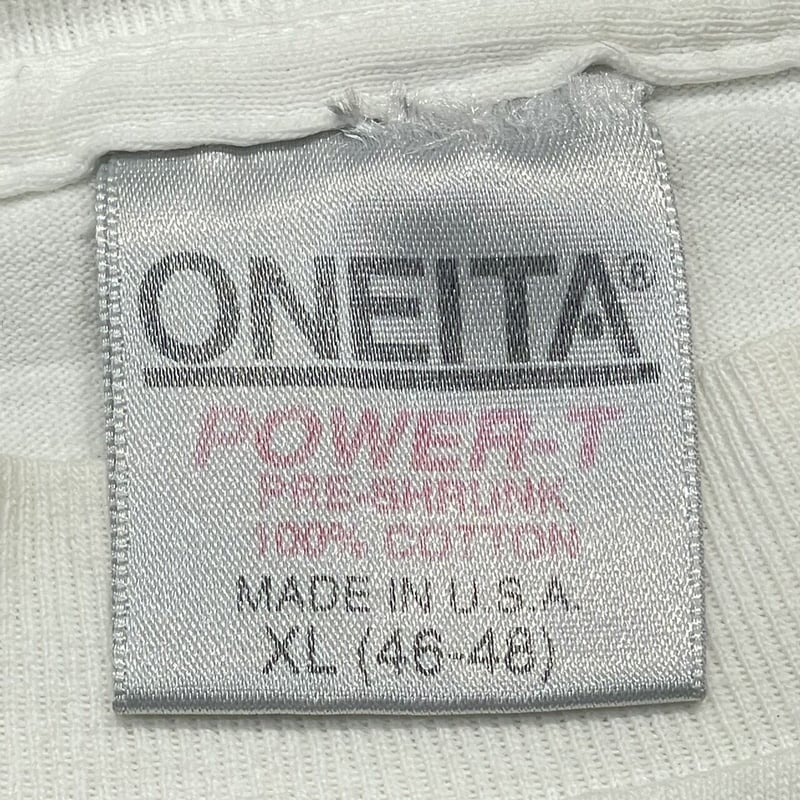 ONEITA®
POWER-T
PRE-SHRUNK
100% COTTON
MADE IN U.S.A.
XL (46-48)